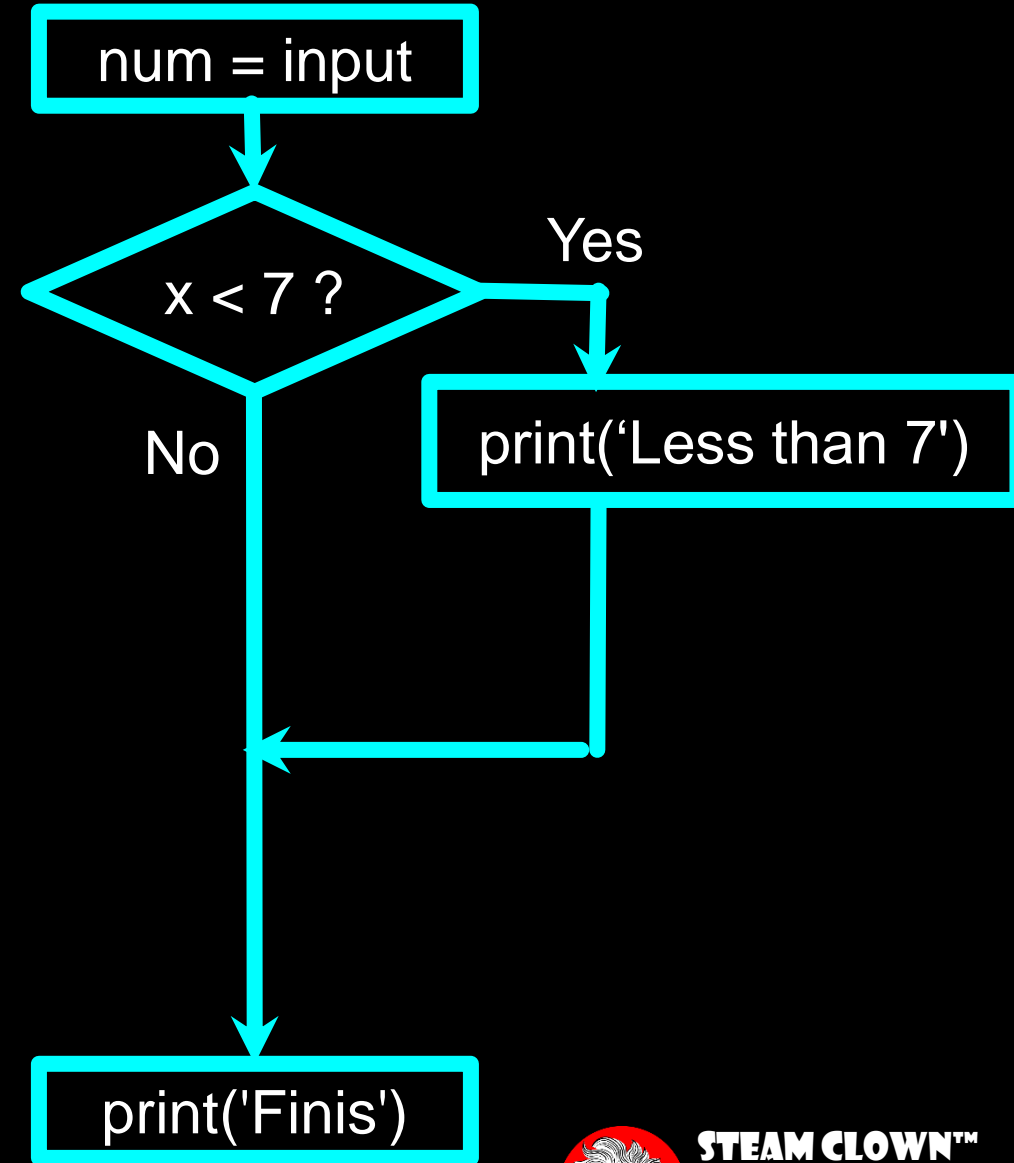 num = input
x < 7 ?
Yes
No
print(‘Less than 7')
print('Finis')
STEAM CLOWN™